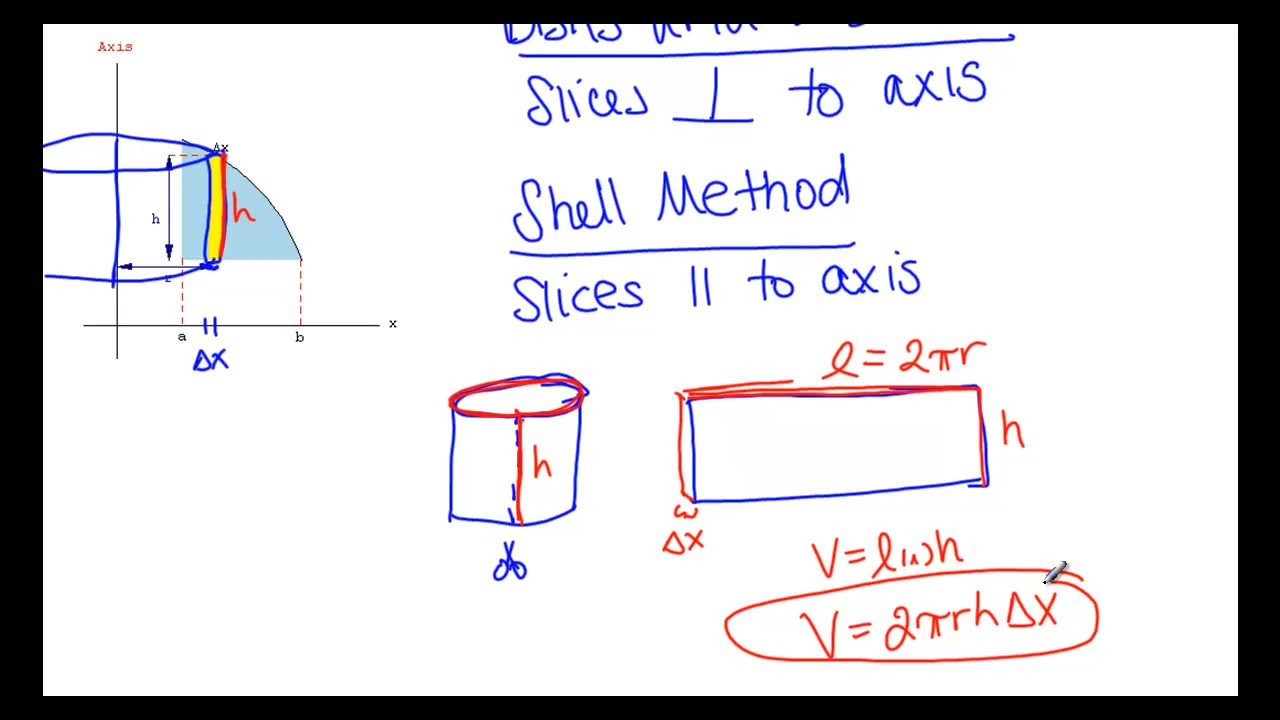 Axis
Slices ⊥ to axis
Δx
h
h
r
Shell Method
Slices || to axis
a
b
x
Δx
l = 2πr
h
h
Δx
V = lwh
V = 2πrhΔx